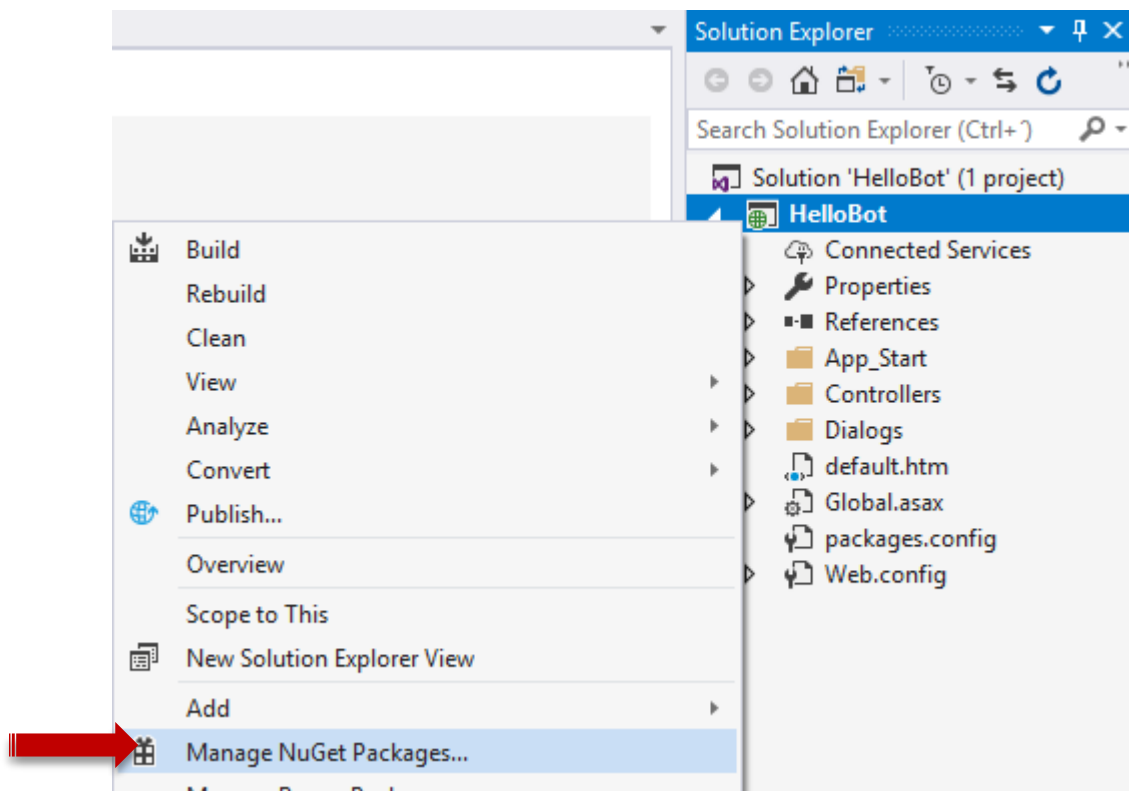 Solution Explorer
Search Solution Explorer (Ctrl+ˆ)
Solution 'HelloBot' (1 project)
HelloBot
Connected Services
Properties
References
App_Start
Controllers
Dialogs
default.htm
Global.asax
packages.config
Web.config
Build
Rebuild
Clean
View
Analyze
Convert
Publish...
Overview
Scope to This
New Solution Explorer View
Add
Manage NuGet Packages...